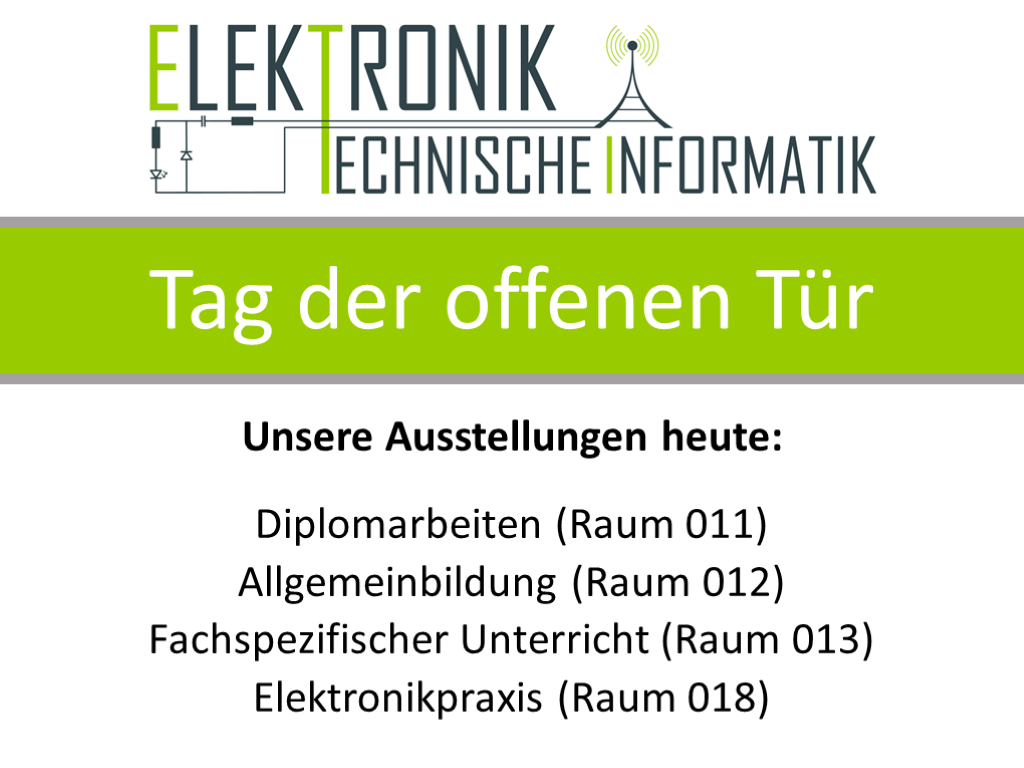 ELEKTRONIK
TECHNISCHE INFORMATIK
Tag der offenen Tür
Unsere Ausstellungen heute:
Diplomarbeiten (Raum 011)
Allgemeinbildung (Raum 012)
Fachspezifischer Unterricht (Raum 013)
Elektronikpraxis (Raum 018)